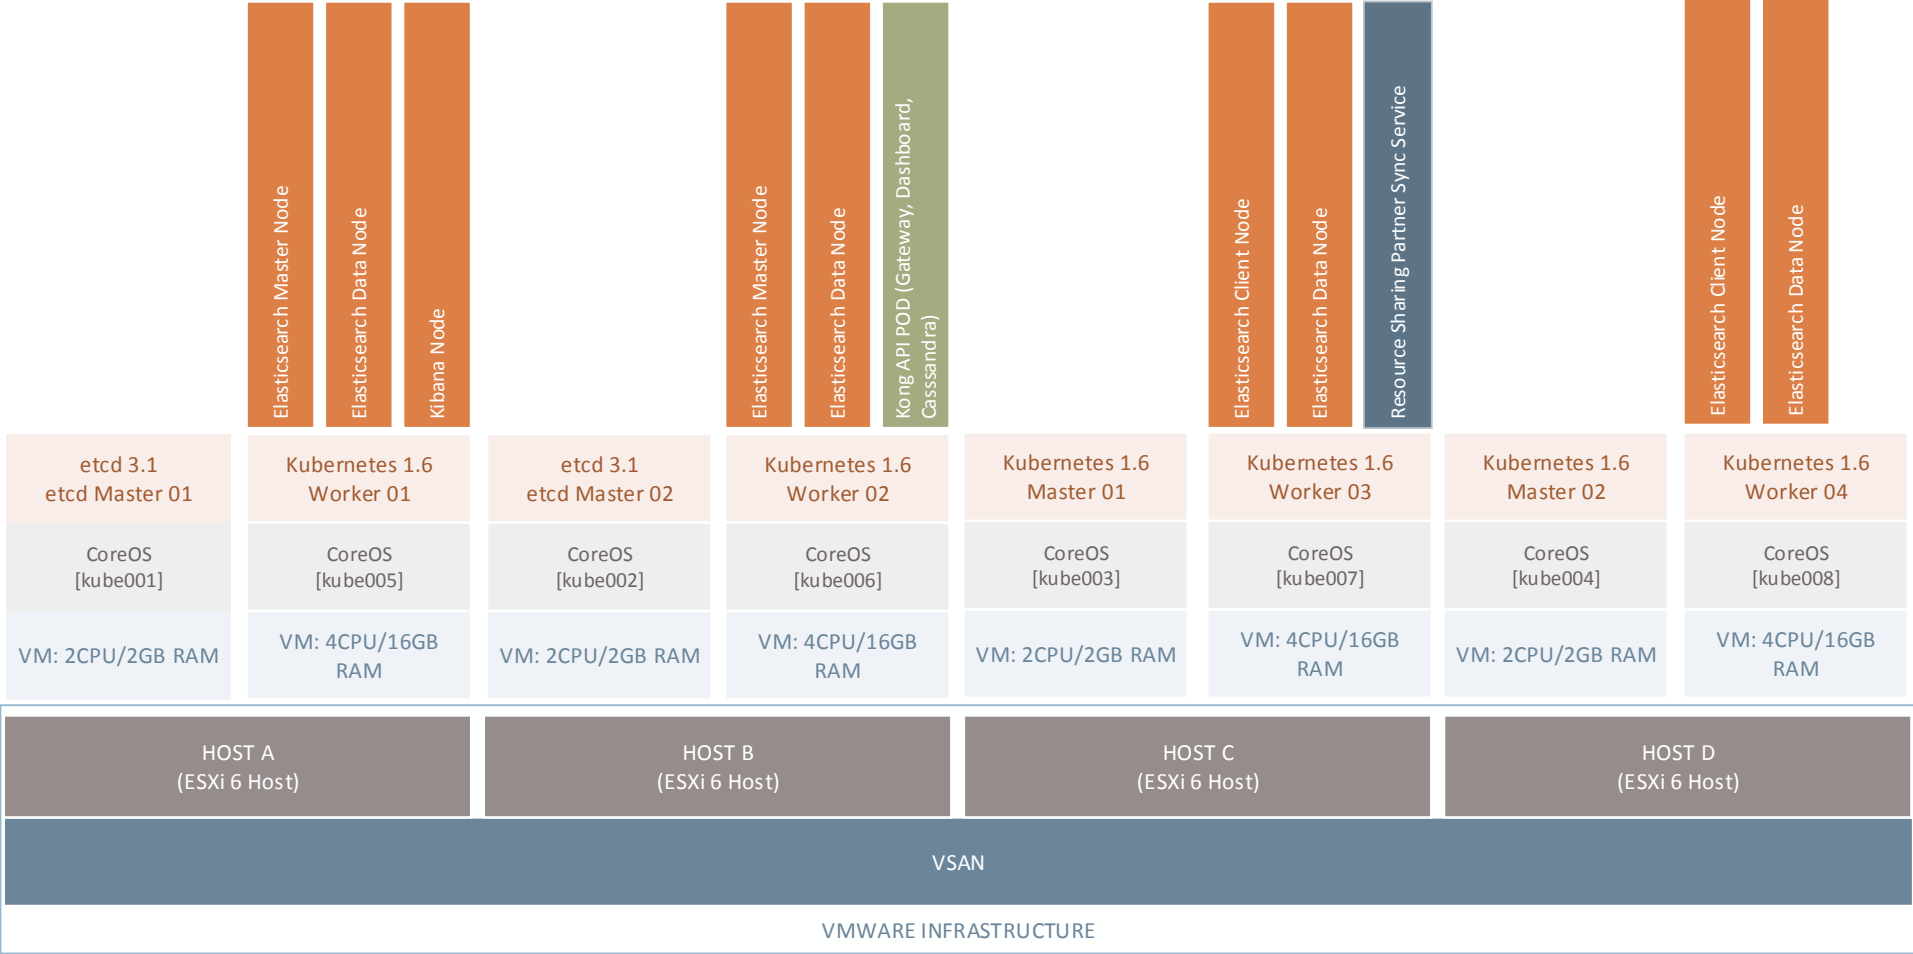 Elasticsearch Master Node
Elasticsearch Data Node
Kibana Node
Elasticsearch Master Node
Elasticsearch Data Node
Kong API POD (Gateway, Dashboard,
Casssandra)
Elasticsearch Client Node
Elasticsearch Data Node
Resource Sharing Partner Sync Service
Elasticsearch Client Node
Elasticsearch Data Node
etcd 3.1
etcd Master 01
Kubernetes 1.6
Worker 01
etcd 3.1
etcd Master 02
Kubernetes 1.6
Worker 02
Kubernetes 1.6
Master 01
Kubernetes 1.6
Worker 03
Kubernetes 1.6
Master 02
Kubernetes 1.6
Worker 04
CoreOS
[kube001]
CoreOS
[kube005]
CoreOS
[kube002]
CoreOS
[kube006]
CoreOS
[kube003]
CoreOS
[kube007]
CoreOS
[kube004]
CoreOS
[kube008]
VM: 2CPU/2GB RAM
VM: 4CPU/16GB
RAM
VM: 2CPU/2GB RAM
VM: 4CPU/16GB
RAM
VM: 2CPU/2GB RAM
VM: 4CPU/16GB
RAM
VM: 2CPU/2GB RAM
VM: 4CPU/16GB
RAM
HOST A
(ESXi 6 Host)
HOST B
(ESXi 6 Host)
HOST C
(ESXi 6 Host)
HOST D
(ESXi 6 Host)
VSAN
VMWARE INFRASTRUCTURE